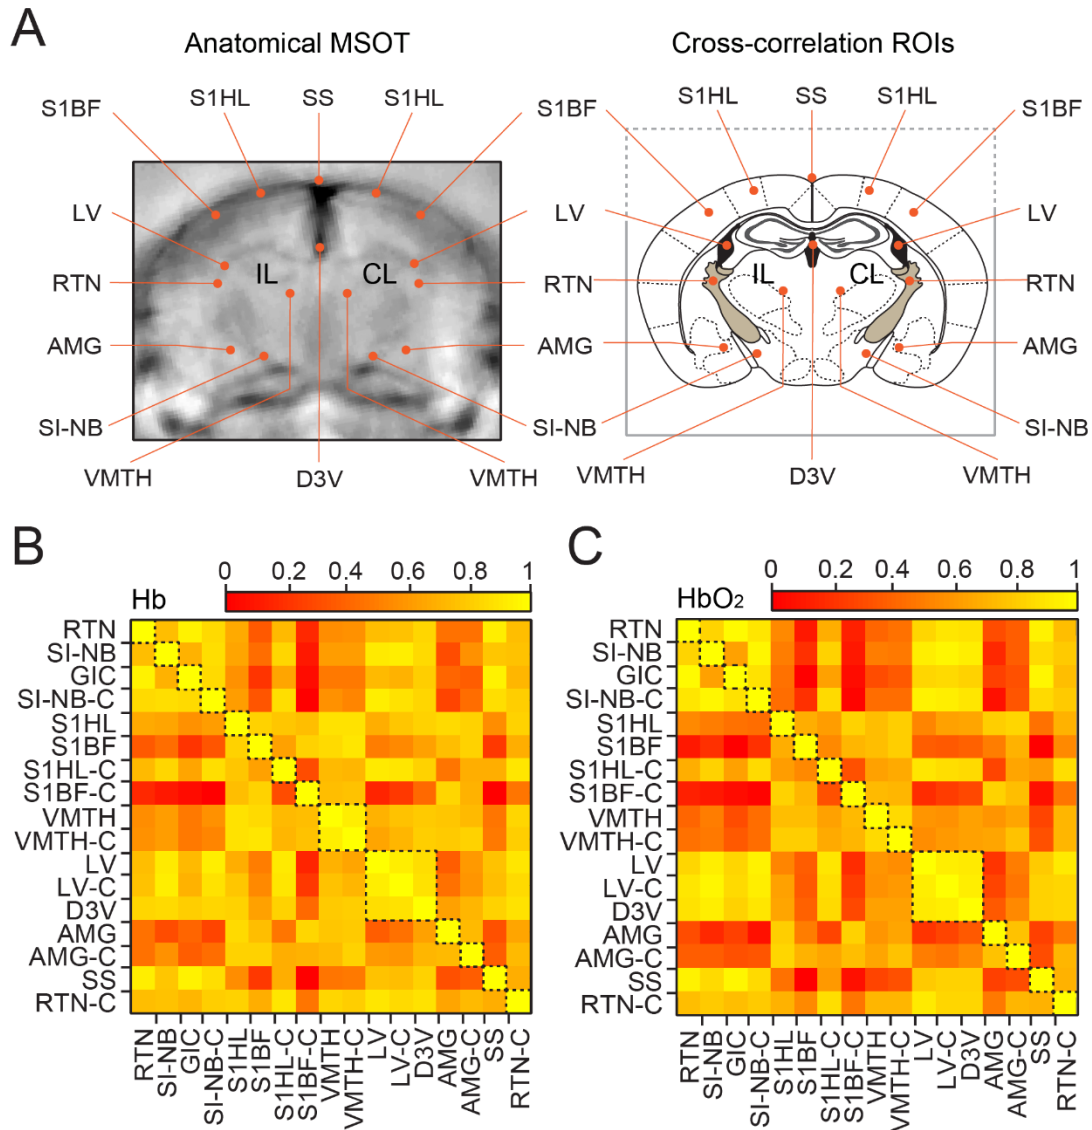 A
Anatomical MSOT
Cross-correlation ROIs
S1BF
S1HL
SS
S1HL
S1BF
S1HL
SS
S1HL
S1BF
LV
LV
LV
RTN
IL
CL
IL
CL
RTN
RTN
AMG
AMG
AMG
SI-NB
SI-NB
SI-NB
VMTH
D3V
VMTH
VMTH
D3V
VMTH
B
0 0.2 0.4 0.6 0.8 1
Hb
RTN
SI-NB
GIC
SI-NB-C
S1HL
S1BF
S1HL-C
S1BF-C
VMTH
VMTH-C
LV
LV-C
D3V
AMG
AMG-C
SS
RTN-C
RTN
SI-NB
GIC
SI-NB-C
S1HL
S1BF
S1HL-C
S1BF-C
VMTH
VMTH-C
LV
LV-C
D3V
AMG
AMG-C
SS
RTN-C
C
0 0.2 0.4 0.6 0.8 1
HbO2
RTN
SI-NB
GIC
SI-NB-C
S1HL
S1BF
S1HL-C
S1BF-C
VMTH
VMTH-C
LV
LV-C
D3V
AMG
AMG-C
SS
RTN-C
RTN
SI-NB
GIC
SI-NB-C
S1HL
S1BF
S1HL-C
S1BF-C
VMTH
VMTH-C
LV
LV-C
D3V
AMG
AMG-C
SS
RTN-C